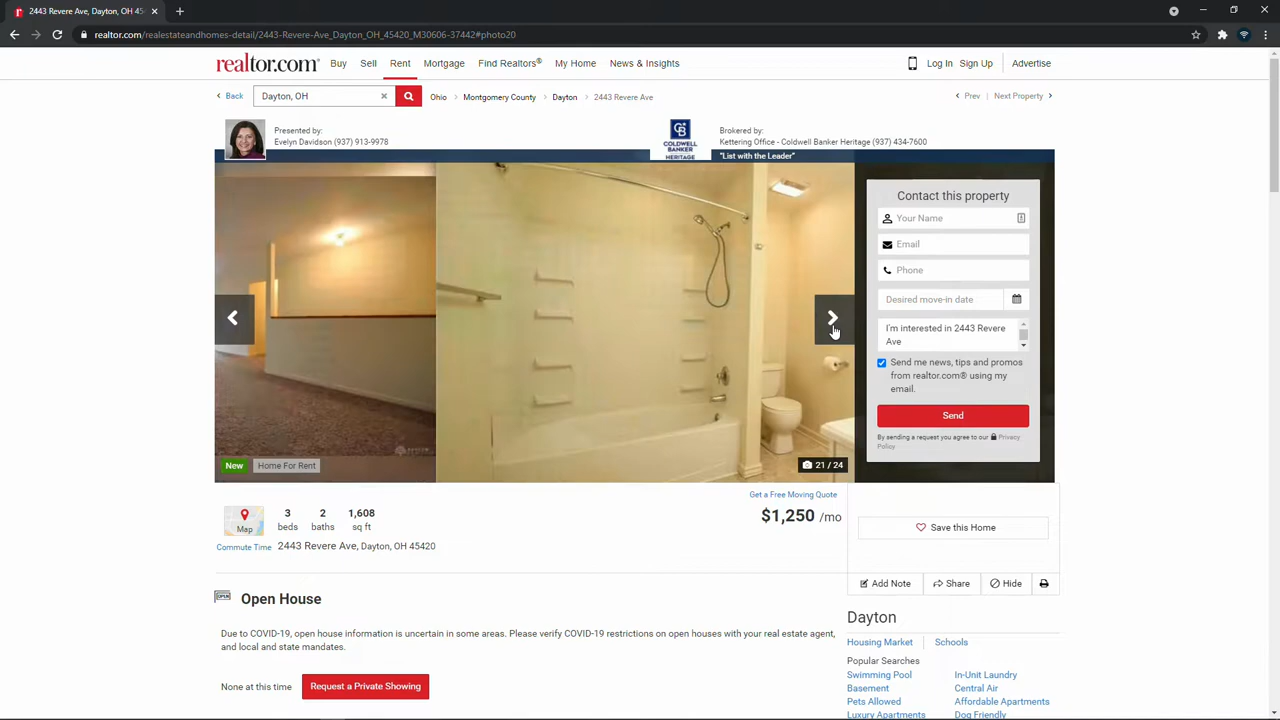 2443 Revere Ave, Dayton, OH 45
realtor.com/realestateandhomes-detail/2443-Revere-Ave_Dayton_OH_45420_M30606-37442#photo20
realtor.com® Buy Sell Rent Mortgage Find Realtors® My Home News & Insights Log In Sign Up Advertise
Back Dayton, OH Ohio Montgomery County Dayton 2443 Revere Ave Prev Next Property
Presented by:
Evelyn Davidson (937) 913-9978
COLDWELL
BANKER
HERITAGE
Brokered by:
Kettering Office - Coldwell Banker Heritage (937) 434-7600
"List with the Leader"
New Home For Rent
21 / 24
Contact this property
Your Name
Email
Phone
Desired move-in date
I'm interested in 2443 Revere
Ave
Send me news, tips and promos
from realtor.com® using my
email.
Send
By sending a request you agree to our Privacy
Policy
Get a Free Moving Quote
Map
3 beds
2 baths
1,608 sq ft
$1,250 /mo
Commute Time 2443 Revere Ave, Dayton, OH 45420
Save this Home
Add Note Share Hide
OPEN
Open House
Due to COVID-19, open house information is uncertain in some areas. Please verify COVID-19 restrictions on open houses with your real estate agent,
and local and state mandates.
None at this time Request a Private Showing
Dayton
Housing Market Schools
Popular Searches
Swimming Pool In-Unit Laundry
Basement Central Air
Pets Allowed Affordable Apartments
Luxury Apartments Dog Friendly